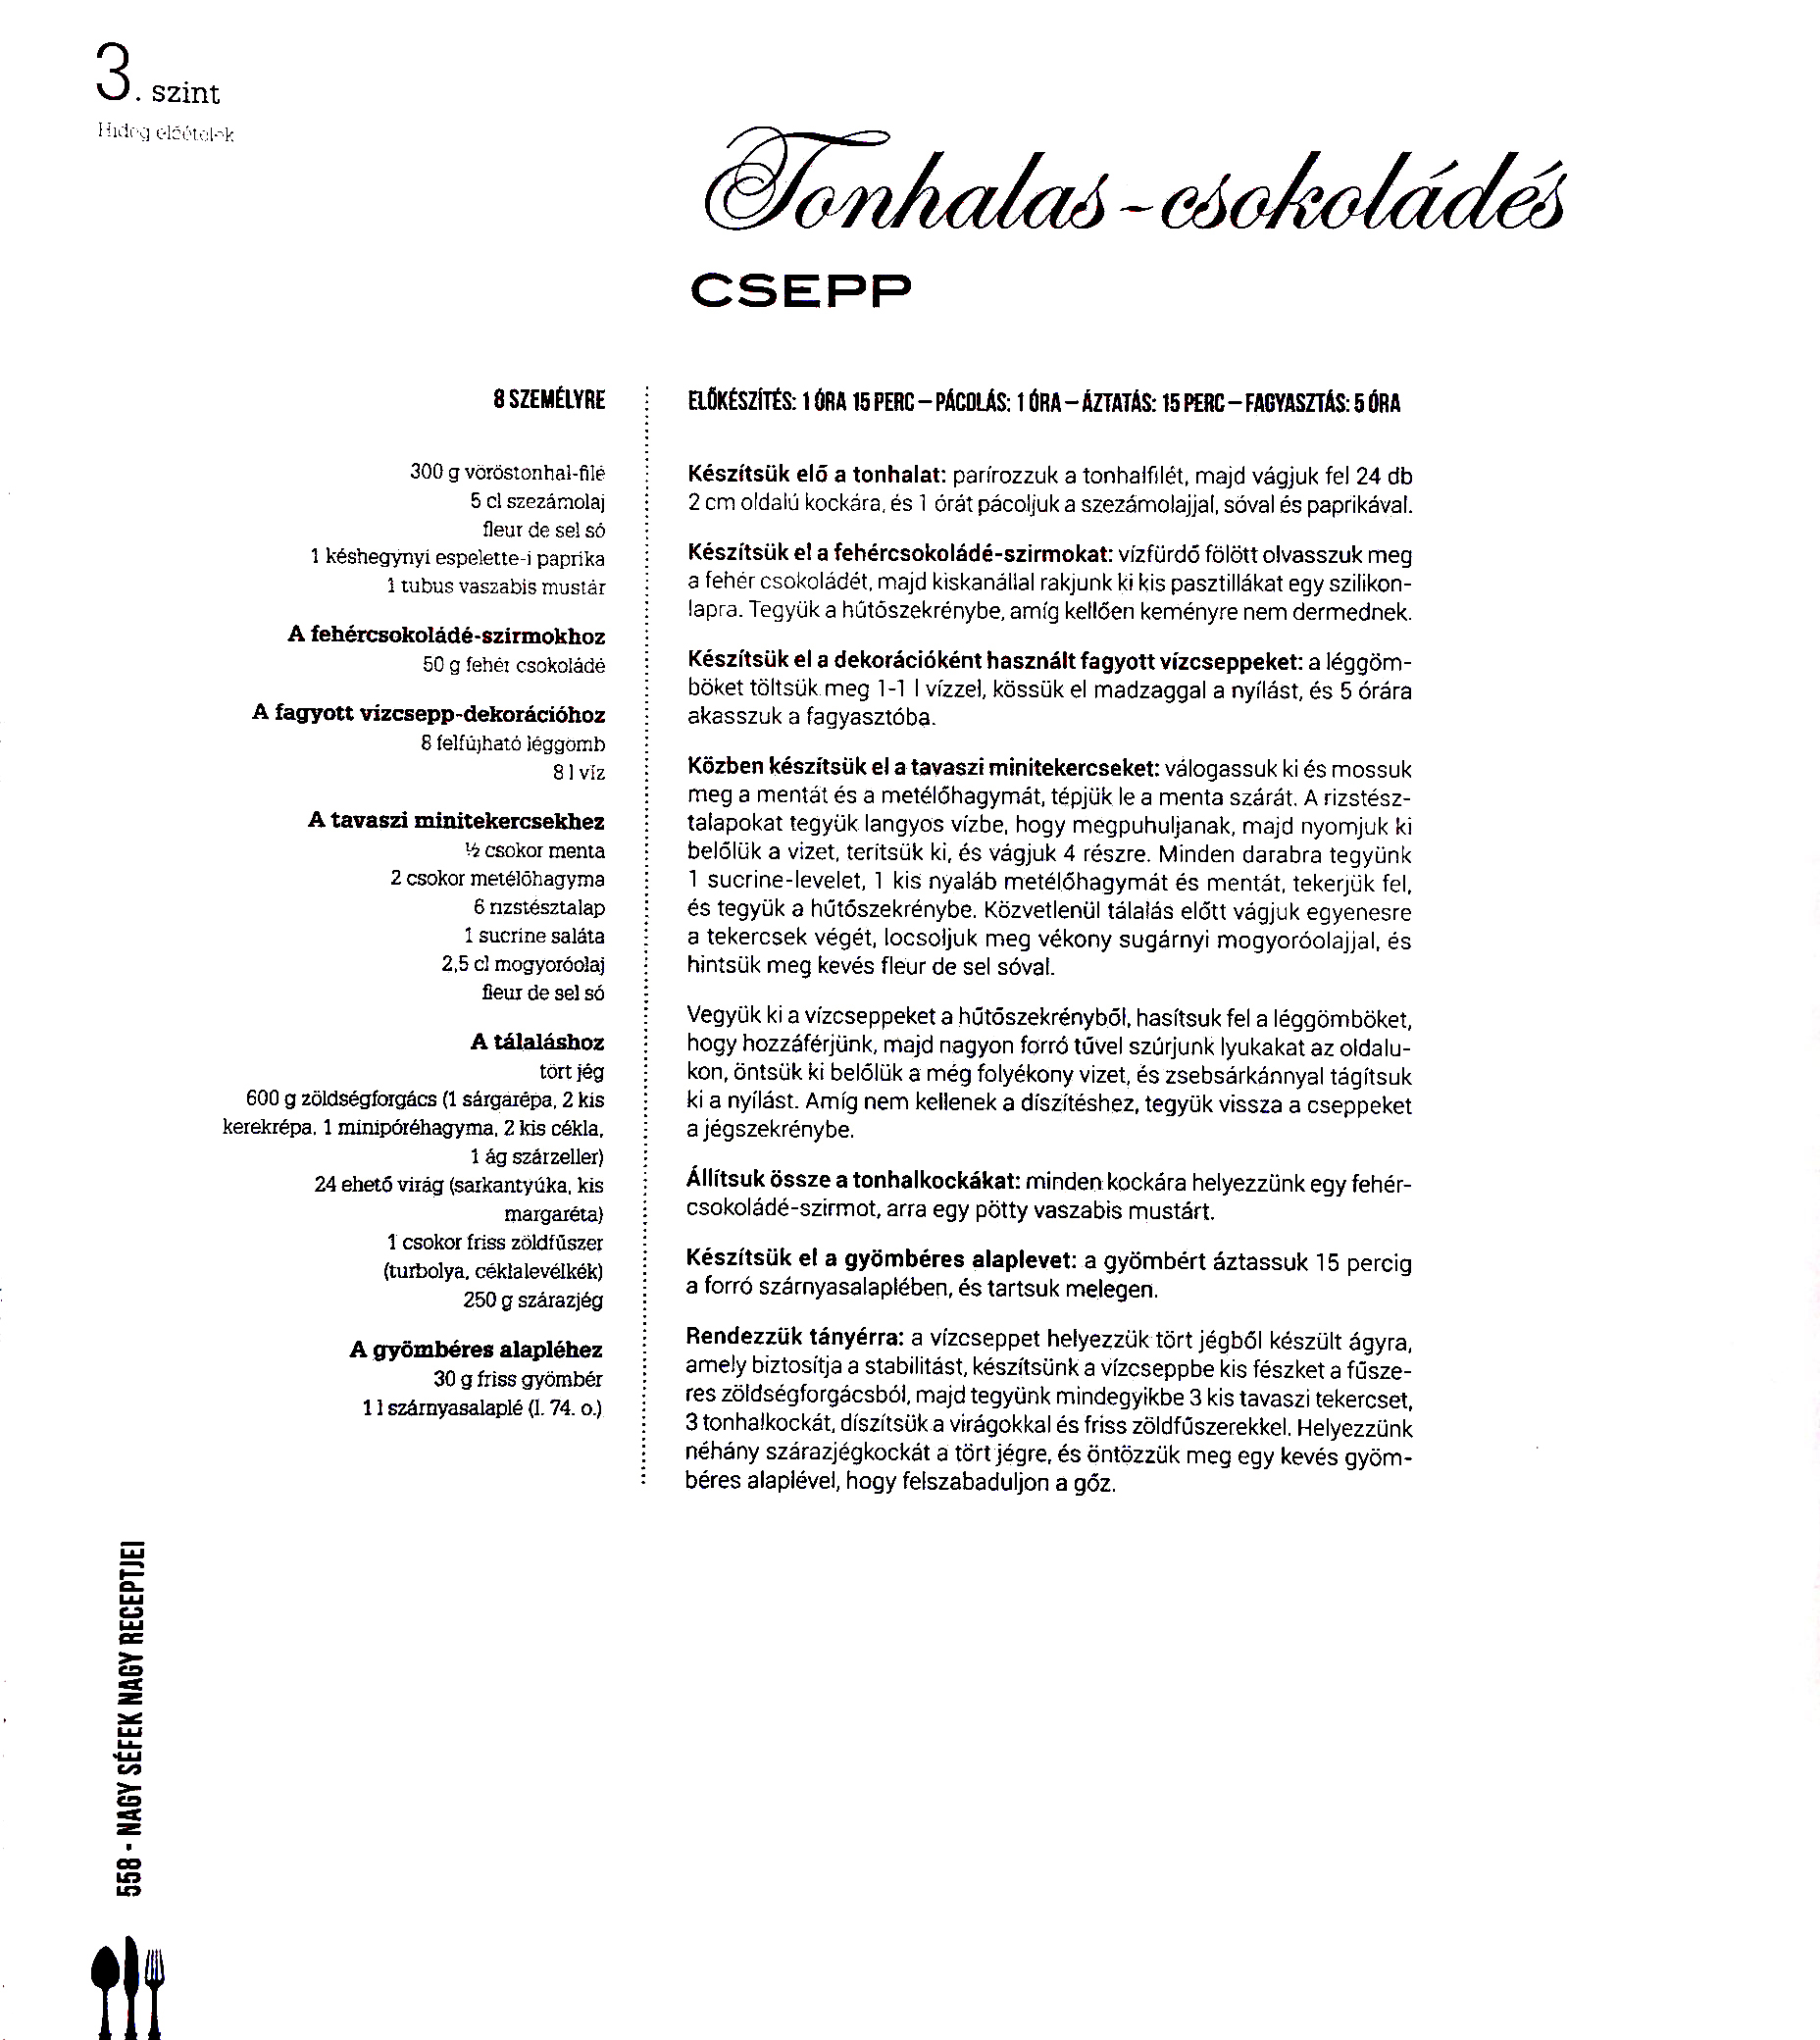 3. szint
Hideg előételek
Tonhalas-csokoládés
CSEPP
8 SZEMÉLYRE
300 g vöröstonhal-filé
5 cl szezámolaj
fleur de sel só
1 késhegynyi espelette-i paprika
1 tubus vaszabis mustár
A fehércsokoládé-szirmokhoz
50 g fehér csokoládé
A fagyott vízcsepp-dekorációhoz
8 felfújható léggömb
8 l víz
A tavaszi minitekercsekhez
½ csokor menta
2 csokor metélőhagyma
6 rizstésztalap
1 sucrine saláta
2,5 cl mogyoróolaj
fleur de sel só
A tálaláshoz
tört jég
600 g zöldségforgács (1 sárgarépa, 2 kis
kerekrépa, 1 minipóréhagyma, 2 kis cékla,
1 ág szárzeller)
24 ehető virág (sarkantyúka, kis
margaréta)
1 csokor friss zöldfűszer
(turbolya, céklalevélkék)
250 g szárazjég
A gyömbéres alapléhez
30 g friss gyömbér
1 l szárnyasalaplé (l. 74. o.)
ELŐKÉSZÍTÉS: 1 ÓRA 15 PERC – PÁCOLÁS: 1 ÓRA – ÁZTATÁS: 15 PERC – FAGYASZTÁS: 5 ÓRA
Készítsük elő a tonhalat: parírozzuk a tonhalfilét, majd vágjuk fel 24 db
2 cm oldalú kockára, és 1 órát pácoljuk a szezámolajjal, sóval és paprikával.
Készítsük el a fehércsokoládé-szirmokat: vízfürdő fölött olvasszuk meg
a fehér csokoládét, majd kiskanállal rakjunk ki kis pasztillákat egy szilikon-
lapra. Tegyük a hűtőszekrénybe, amíg kellően keményre nem dermednek.
Készítsük el a dekorációként használt fagyott vízcseppeket: a léggöm-
böket töltsük meg 1-1 l vízzel, kössük el madzaggal a nyílást, és 5 órára
akasszuk a fagyasztóba.
Közben készítsük el a tavaszi minitekercseket: válogassuk ki és mossuk
meg a mentát és a metélőhagymát, tépjük le a menta szárát. A rizstész-
talapokat tegyük langyos vízbe, hogy megpuhuljanak, majd nyomjuk ki
belőlük a vizet, terítsük ki, és vágjuk 4 részre. Minden darabra tegyünk
1 sucrine-levelet, 1 kis nyaláb metélőhagymát és mentát, tekerjük fel,
és tegyük a hűtőszekrénybe. Közvetlenül tálalás előtt vágjuk egyenesre
a tekercsek végét, locsoljuk meg vékony sugárnyi mogyoróolajjal, és
hintsük meg kevés fleur de sel sóval.
Vegyük ki a vízcseppeket a hűtőszekrényből, hasítsuk fel a léggömböket,
hogy hozzáférjünk, majd nagyon forró tűvel szúrjunk lyukakat az oldalu-
kon, öntsük ki belőlük a még folyékony vizet, és zsebsárkánnyal tágítsuk
ki a nyílást. Amíg nem kellenek a díszítéshez, tegyük vissza a cseppeket
a jégszekrénybe.
Állítsuk össze a tonhalkockákat: minden kockára helyezzünk egy fehér-
csokoládé-szirmot, arra egy pötty vaszabis mustárt.
Készítsük el a gyömbéres alaplevet: a gyömbért áztassuk 15 percig
a forró szárnyasalaplében, és tartsuk melegen.
Rendezzük tányérra: a vízcseppet helyezzük tört jégből készült ágyra,
amely biztosítja a stabilitást, készítsünk a vízcseppbe kis fészket a fűsze-
res zöldségforgácsból, majd tegyünk mindegyikbe 3 kis tavaszi tekercset,
3 tonhalkockát, díszítsük a virágokkal és friss zöldfűszerekkel. Helyezzünk
néhány szárazjégkockát a tört jégre, és öntözzük meg egy kevés gyöm-
béres alaplével, hogy felszabaduljon a gőz.
558 • NAGY SÉFEK NAGY RECEPTJEI